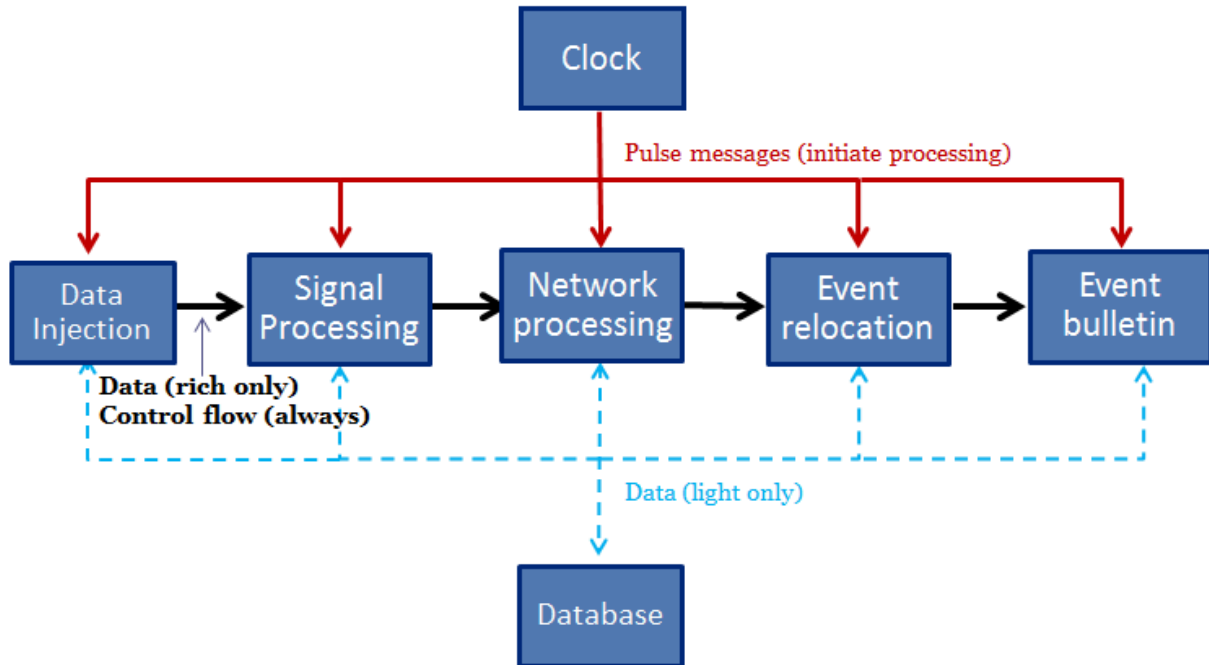 Clock
Pulse messages (initiate processing)
Data
Injection
Signal
Processing
Network
processing
Event
relocation
Event
bulletin
Data (rich only)
Control flow (always)
Data (light only)
Database